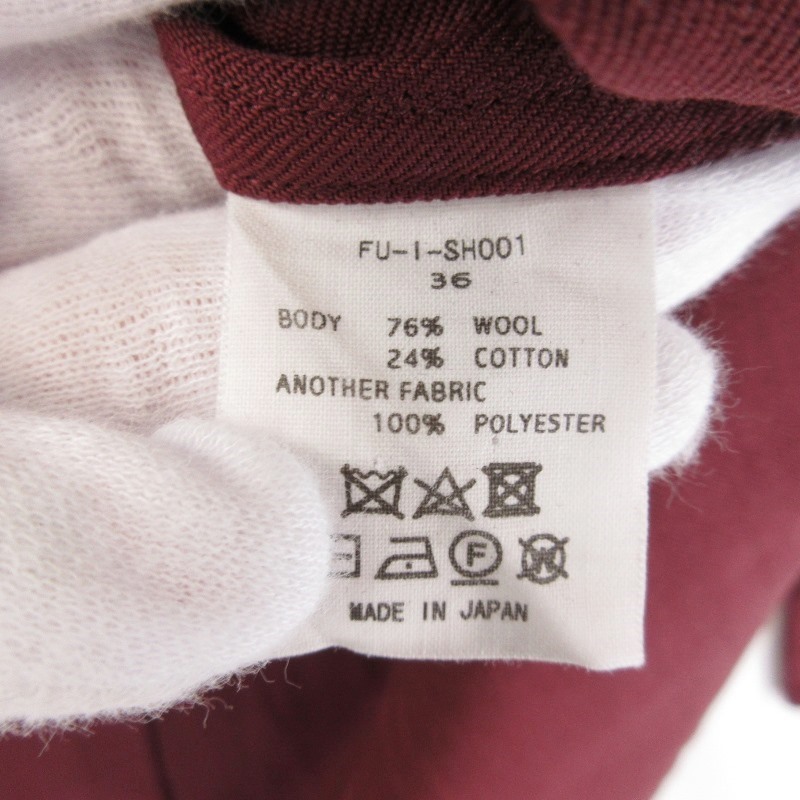 FU-I-SH001
36
BODY 76% WOOL
24% COTTON
ANOTHER FABRIC
100% POLYESTER
F W
MADE IN JAPAN